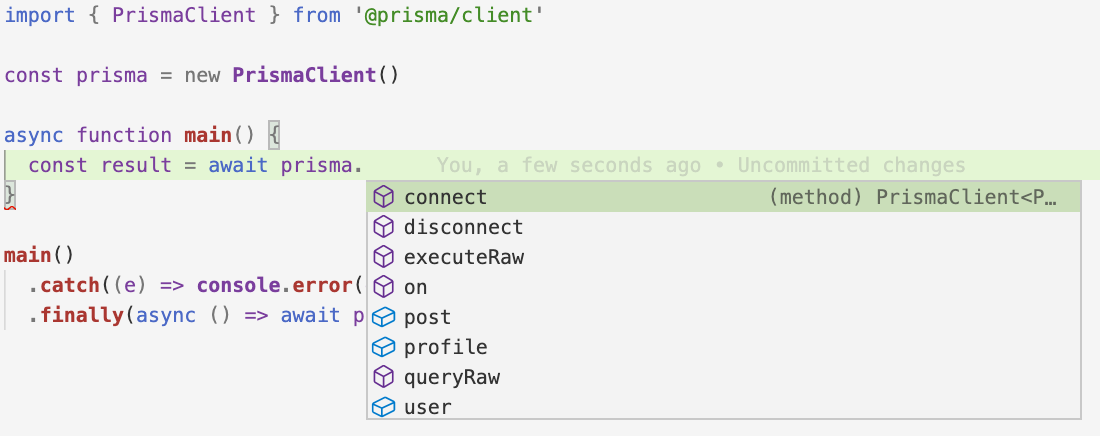 import { PrismaClient } from '@prisma/client'
const prisma = new PrismaClient()
async function main() {
  const result = await prisma.      You, a few seconds ago • Uncommitted changes
}
connect (method) PrismaClient<P…
disconnect
executeRaw
on
post
profile
queryRaw
user
main()
  .catch((e) => console.error(
  .finally(async () => await p